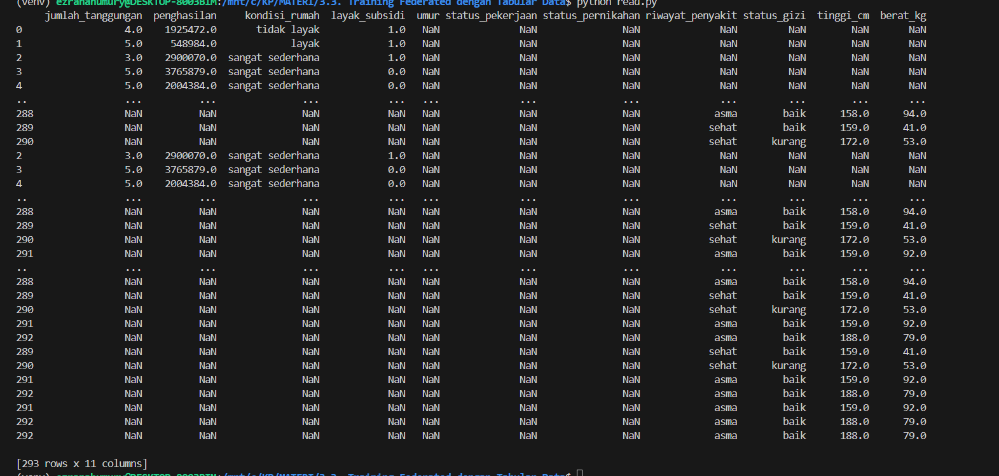 (venv) ezrahahumury@DESKTOP-8003BIM:/mnt/c/KP/MATERI/3.3. Training Federated dengan Tabular Data$ python read.py
jumlah_tanggungan penghasilan kondisi_rumah layak_subsidi umur status_pekerjaan status_pernikahan riwayat_penyakit status_gizi tinggi_cm berat_kg
0 4.0 1925472.0 tidak layak 1.0 NaN NaN NaN NaN NaN NaN NaN
1 5.0 548984.0 layak 1.0 NaN NaN NaN NaN NaN NaN NaN
2 3.0 2900070.0 sangat sederhana 1.0 NaN NaN NaN NaN NaN NaN NaN
3 5.0 3765879.0 sangat sederhana 0.0 NaN NaN NaN NaN NaN NaN NaN
4 5.0 2004384.0 sangat sederhana 0.0 NaN NaN NaN NaN NaN NaN NaN
.. ... ... ... ... ... ... ... ... ... ... ...
288 NaN NaN NaN NaN NaN NaN NaN asma baik 158.0 94.0
289 NaN NaN NaN NaN NaN NaN NaN sehat baik 159.0 41.0
290 NaN NaN NaN NaN NaN NaN NaN sehat kurang 172.0 53.0
2 3.0 2900070.0 sangat sederhana 1.0 NaN NaN NaN NaN NaN NaN NaN
3 5.0 3765879.0 sangat sederhana 0.0 NaN NaN NaN NaN NaN NaN NaN
4 5.0 2004384.0 sangat sederhana 0.0 NaN NaN NaN NaN NaN NaN NaN
.. ... ... ... ... ... ... ... ... ... ... ...
288 NaN NaN NaN NaN NaN NaN NaN asma baik 158.0 94.0
289 NaN NaN NaN NaN NaN NaN NaN sehat baik 159.0 41.0
290 NaN NaN NaN NaN NaN NaN NaN sehat kurang 172.0 53.0
291 NaN NaN NaN NaN NaN NaN NaN asma baik 159.0 92.0
.. ... ... ... ... ... ... ... ... ... ... ...
288 NaN NaN NaN NaN NaN NaN NaN asma baik 158.0 94.0
289 NaN NaN NaN NaN NaN NaN NaN sehat baik 159.0 41.0
290 NaN NaN NaN NaN NaN NaN NaN sehat kurang 172.0 53.0
291 NaN NaN NaN NaN NaN NaN NaN asma baik 159.0 92.0
292 NaN NaN NaN NaN NaN NaN NaN asma baik 188.0 79.0
289 NaN NaN NaN NaN NaN NaN NaN sehat baik 159.0 41.0
290 NaN NaN NaN NaN NaN NaN NaN sehat kurang 172.0 53.0
291 NaN NaN NaN NaN NaN NaN NaN asma baik 159.0 92.0
292 NaN NaN NaN NaN NaN NaN NaN asma baik 188.0 79.0
291 NaN NaN NaN NaN NaN NaN NaN asma baik 159.0 92.0
292 NaN NaN NaN NaN NaN NaN NaN asma baik 188.0 79.0
292 NaN NaN NaN NaN NaN NaN NaN asma baik 188.0 79.0
[293 rows x 11 columns]
(venv) ezrahahumury@DESKTOP-8003BIM:/mnt/c/KP/MATERI/3.3. Training Federated dengan Tabular Data$